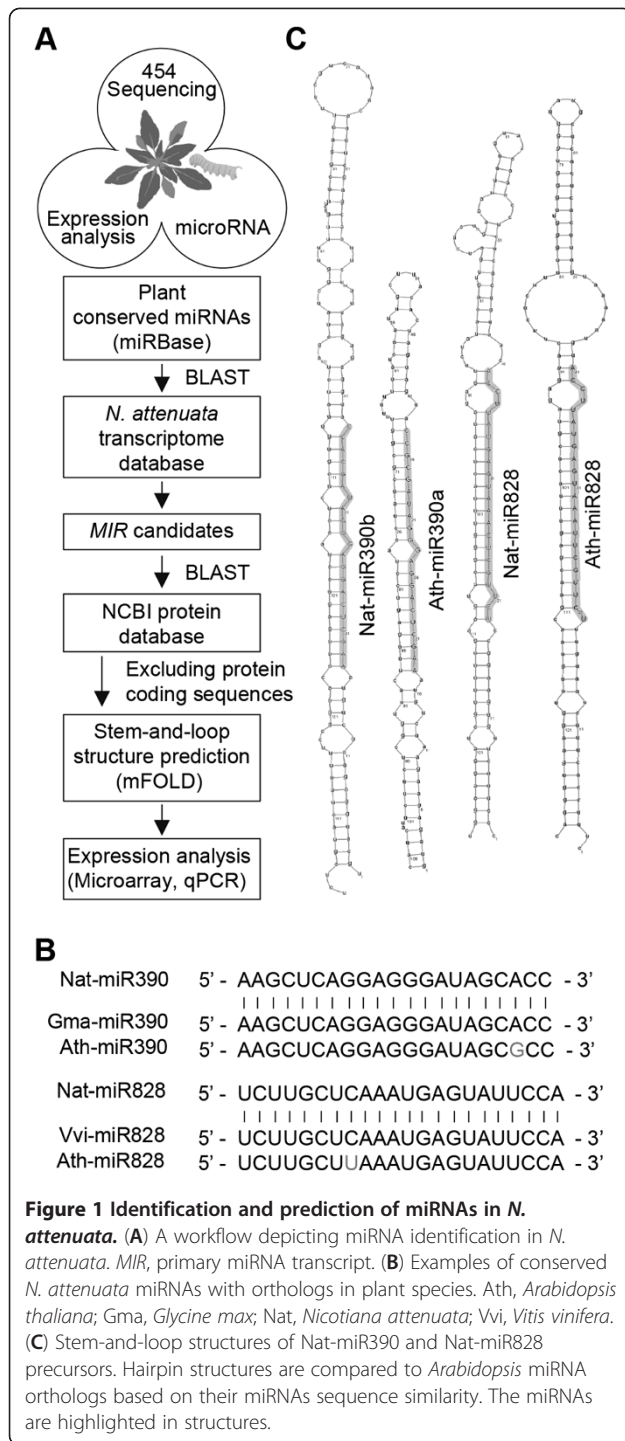 A
454
Sequencing
Expression
analysis
microRNA
Plant
conserved miRNAs
(miRBase)
BLAST
N. attenuata
transcriptome
database
MIR candidates
BLAST
NCBI protein
database
Excluding protein
coding sequences
Stem-and-loop
structure prediction
(mFOLD)
Expression analysis
(Microarray, qPCR)
C
Nat-miR390b
Ath-miR390a
Nat-miR828
Ath-miR828
B
Nat-miR390 5' - AAGCUCAGGAGGGAUAGCACC - 3'
Gma-miR390 5' - AAGCUCAGGAGGGAUAGCACC - 3'
Ath-miR390 5' - AAGCUCAGGAGGGAUAGCGCC - 3'
Nat-miR828 5' - UCUUGCUCAAAUGAGUAUUCCA - 3'
Vvi-miR828 5' - UCUUGCUCAAAUGAGUAUUCCA - 3'
Ath-miR828 5' - UCUUGCUUAAAUGAGUAUUCCA - 3'
Figure 1 Identification and prediction of miRNAs in N.
attenuata. (A) A workflow depicting miRNA identification in N.
attenuata. MIR, primary miRNA transcript. (B) Examples of conserved
N. attenuata miRNAs with orthologs in plant species. Ath, Arabidopsis
thaliana; Gma, Glycine max; Nat, Nicotiana attenuata; Vvi, Vitis vinifera.
(C) Stem-and-loop structures of Nat-miR390 and Nat-miR828
precursors. Hairpin structures are compared to Arabidopsis miRNA
orthologs based on their miRNAs sequence similarity. The miRNAs
are highlighted in structures.